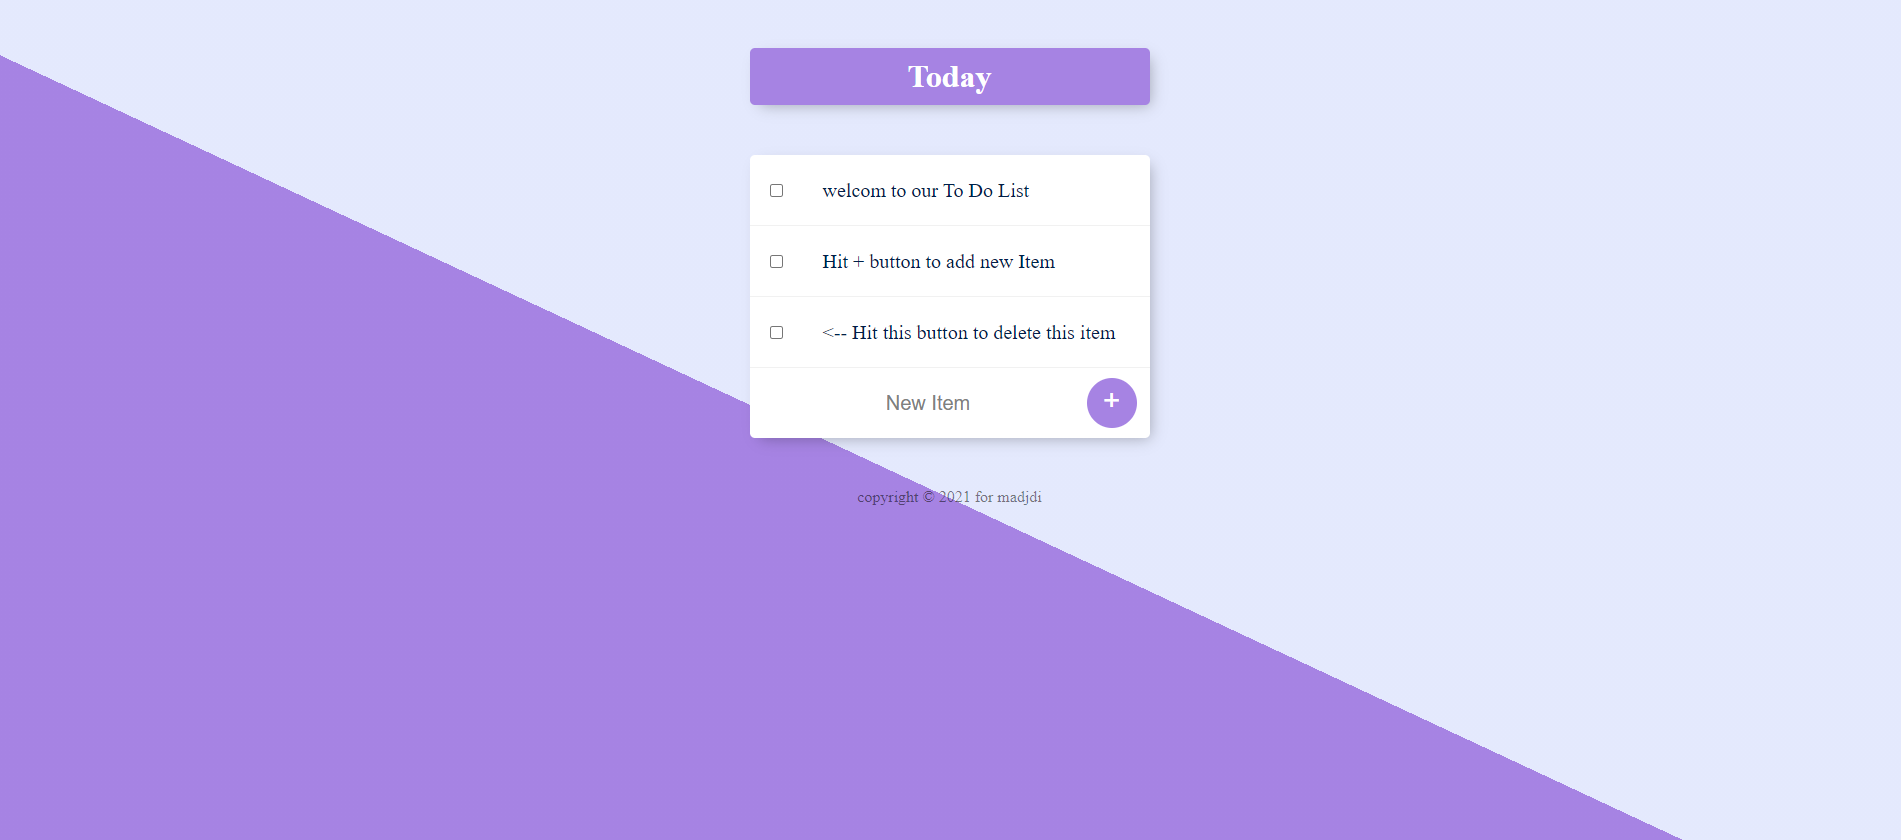 Today
welcom to our To Do List
Hit + button to add new Item
<-- Hit this button to delete this item
New Item +
copyright © 2021 for madjdi